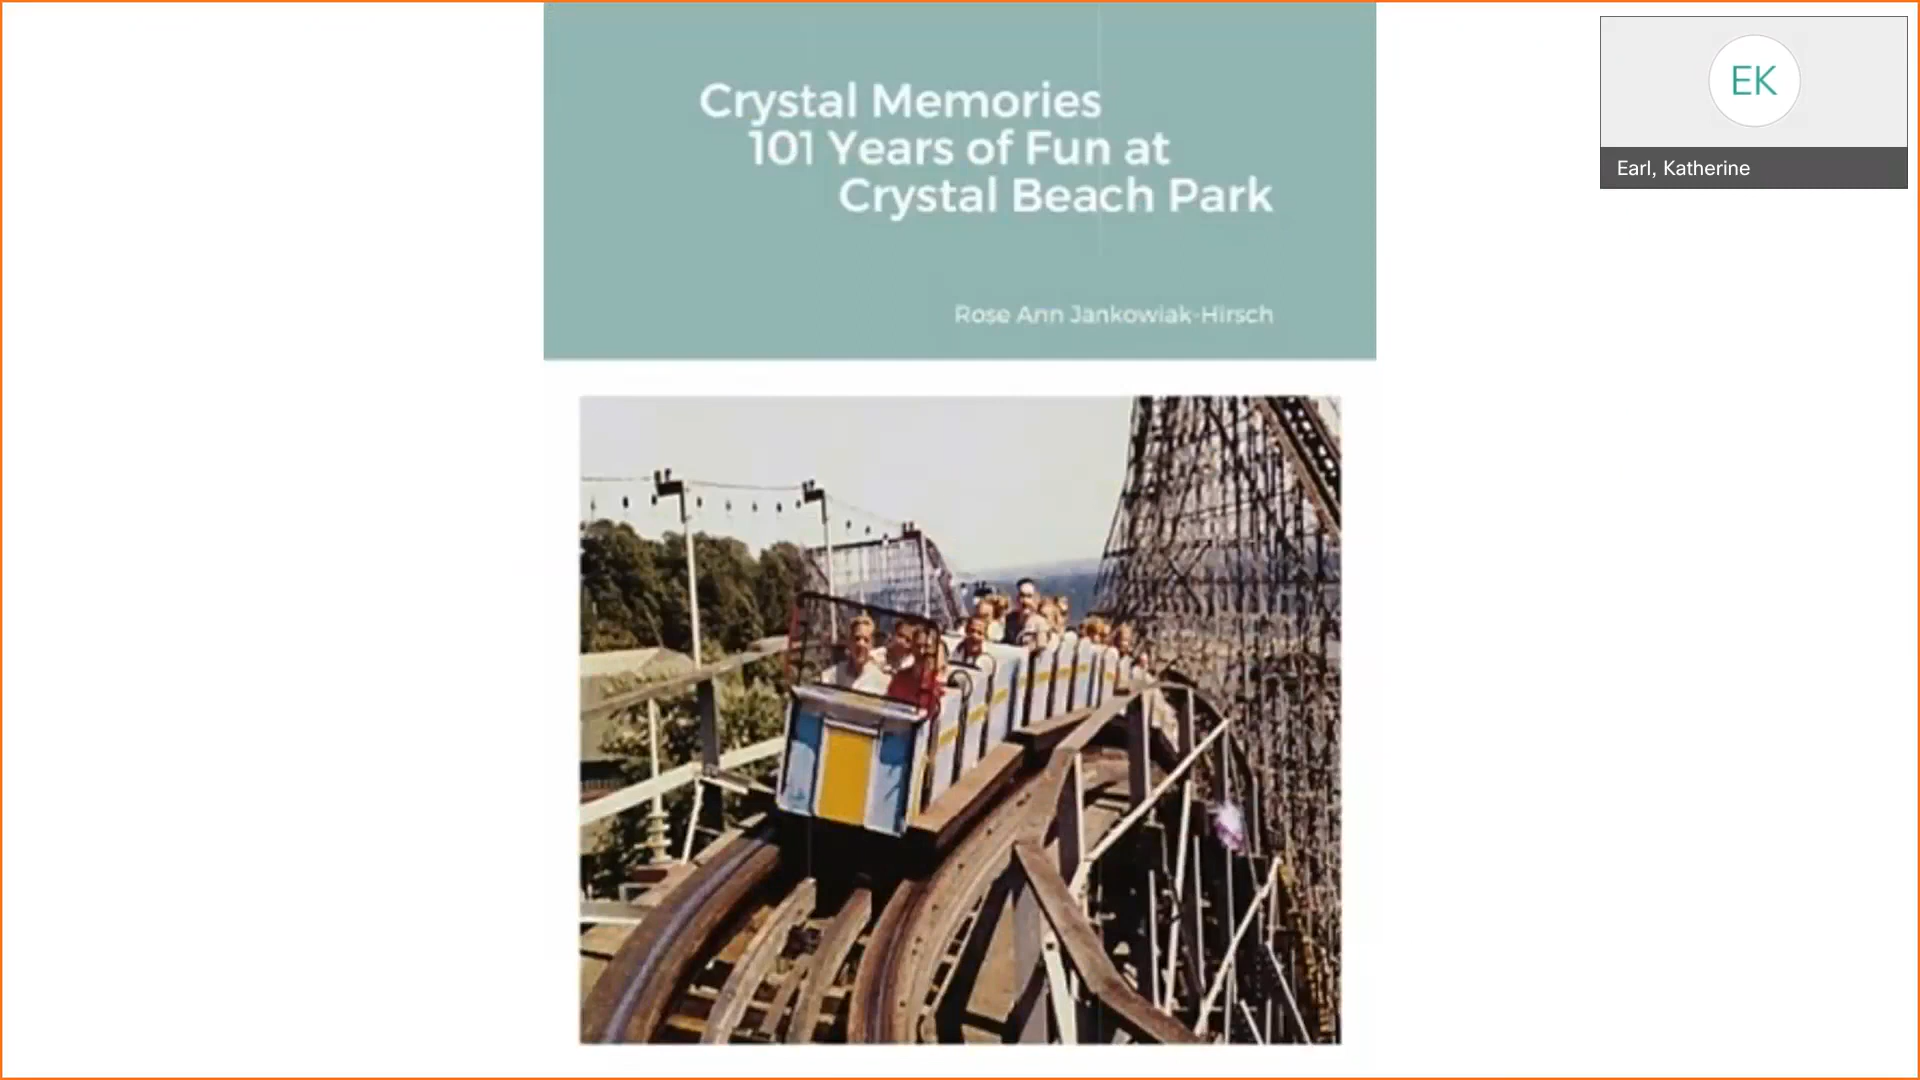 Crystal Memories
101 Years of Fun at
Crystal Beach Park
Rose Ann Jankowiak-Hirsch
EK
Earl, Katherine